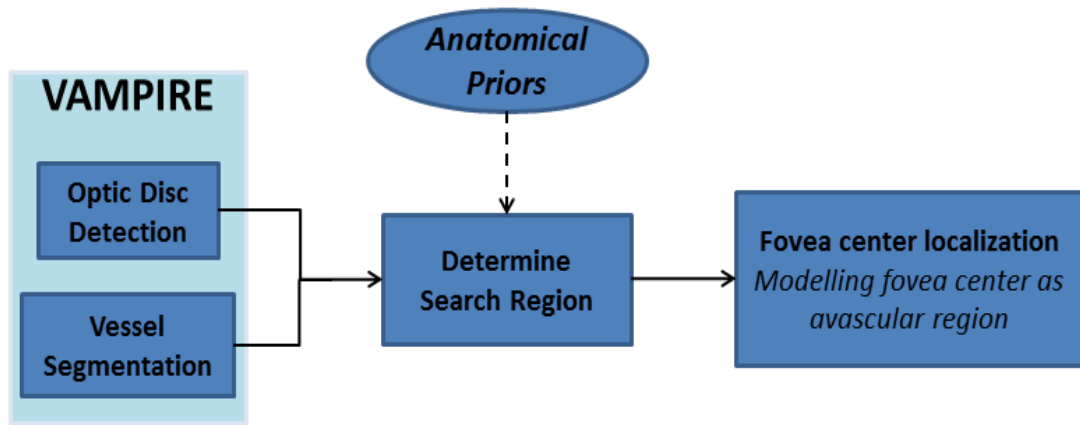 VAMPIRE
Optic Disc
Detection
Vessel
Segmentation
Anatomical
Priors
Determine
Search Region
Fovea center localization
Modelling fovea center as
avascular region